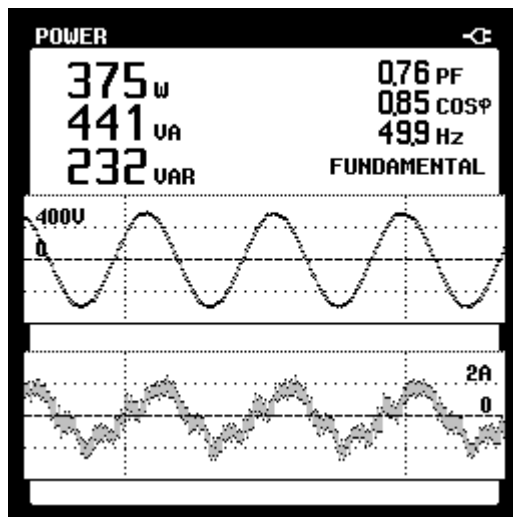 POWER
375 W
0,76 PF
441 VA
0,85 COSφ
232 VAR
49,9 Hz
FUNDAMENTAL
400V
0
2A
0